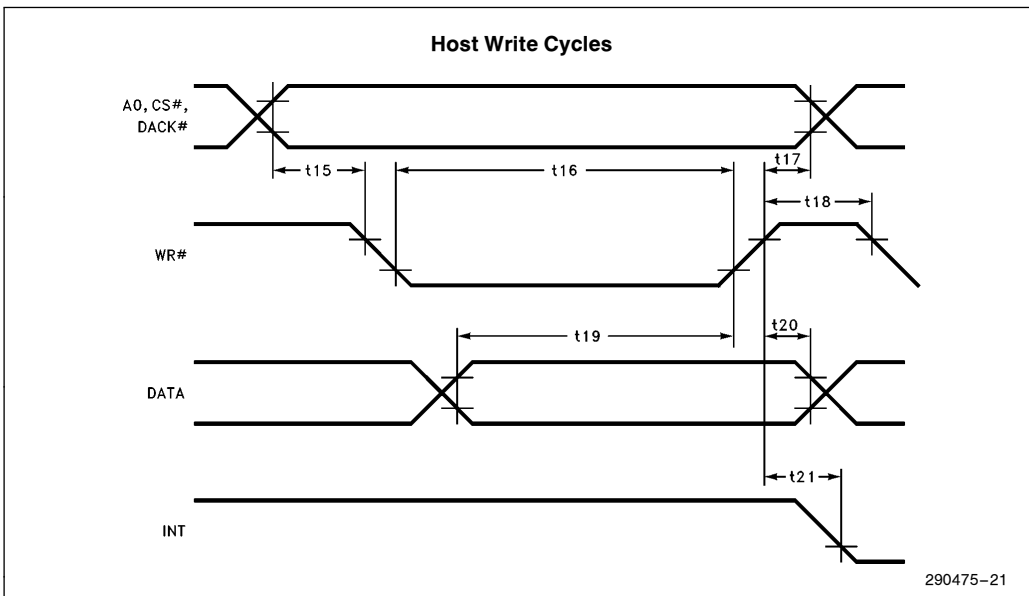 Host Write Cycles
A0, CS#,
DACK#
t15
t16
t17
t18
WR#
t19
t20
DATA
t21
INT
290475–21